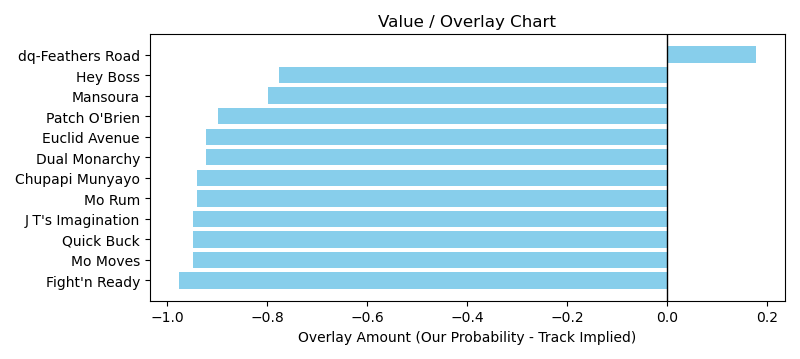 Value / Overlay Chart
dq-Feathers Road
Hey Boss
Mansoura
Patch O'Brien
Euclid Avenue
Dual Monarchy
Chupapi Munyayo
Mo Rum
J T's Imagination
Quick Buck
Mo Moves
Fight'n Ready
−1.0 −0.8 −0.6 −0.4 −0.2 0.0 0.2
Overlay Amount (Our Probability - Track Implied)